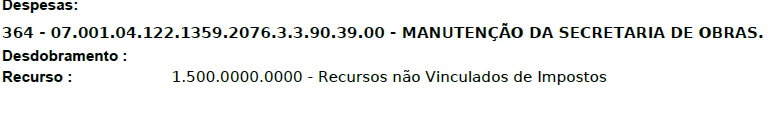 Despesas:
364 - 07.001.04.122.1359.2076.3.3.90.39.00 - MANUTENÇÃO DA SECRETARIA DE OBRAS.
Desdobramento :
Recurso : 1.500.0000.0000 - Recursos não Vinculados de Impostos